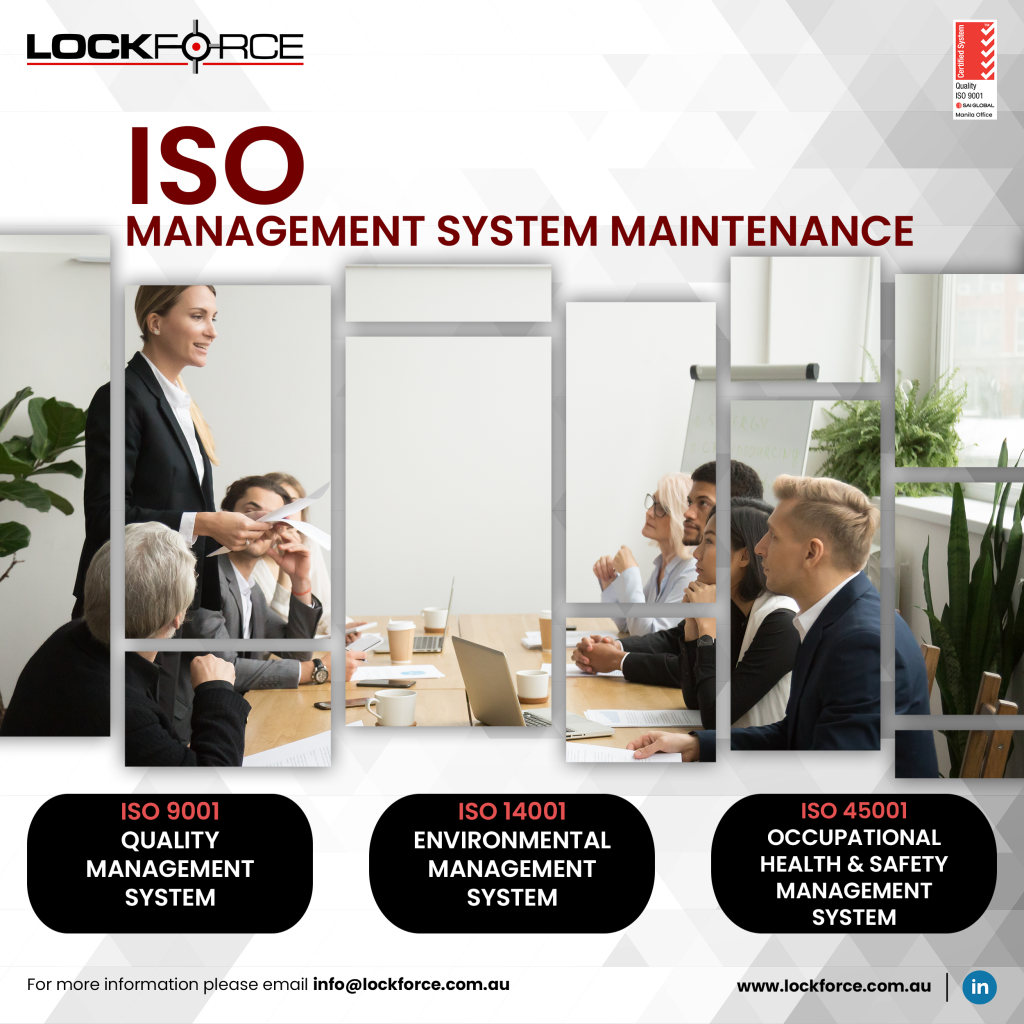 LOCKFORCE
Certified System
Quality
ISO 9001
SAI GLOBAL
Manila Office
ISO
MANAGEMENT SYSTEM MAINTENANCE
ISO 9001
QUALITY
MANAGEMENT
SYSTEM
ISO 14001
ENVIRONMENTAL
MANAGEMENT
SYSTEM
ISO 45001
OCCUPATIONAL
HEALTH & SAFETY
MANAGEMENT
SYSTEM
For more information please email info@lockforce.com.au
www.lockforce.com.au
in